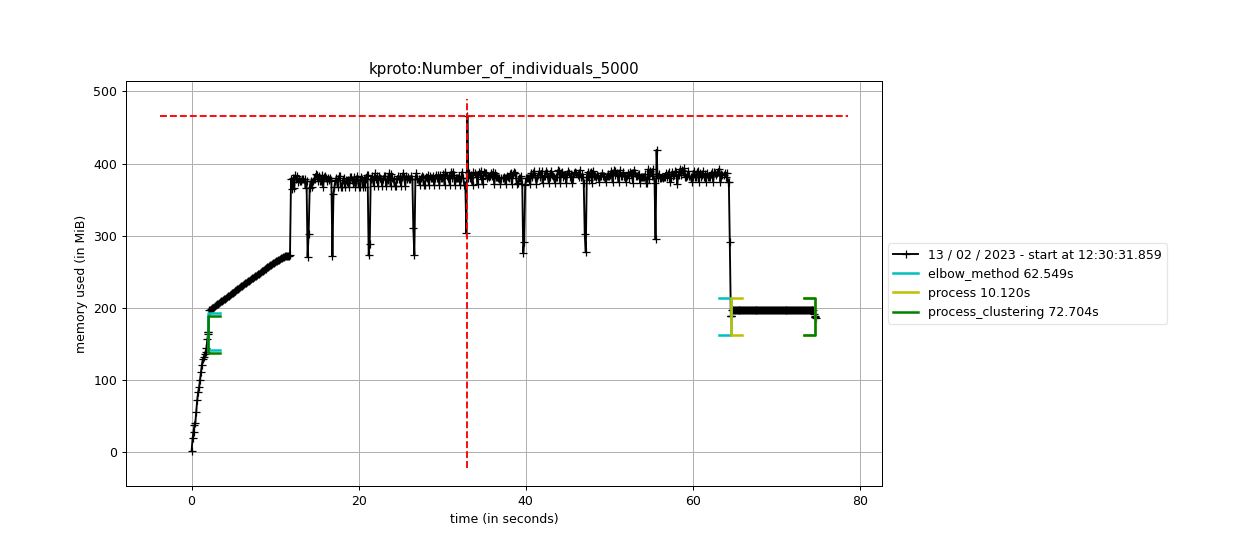 kproto:Number_of_individuals_5000
500
400
300
200
100
0
memory used (in MiB)
0 20 40 60 80
time (in seconds)
13 / 02 / 2023 - start at 12:30:31.859
elbow_method 62.549s
process 10.120s
process_clustering 72.704s